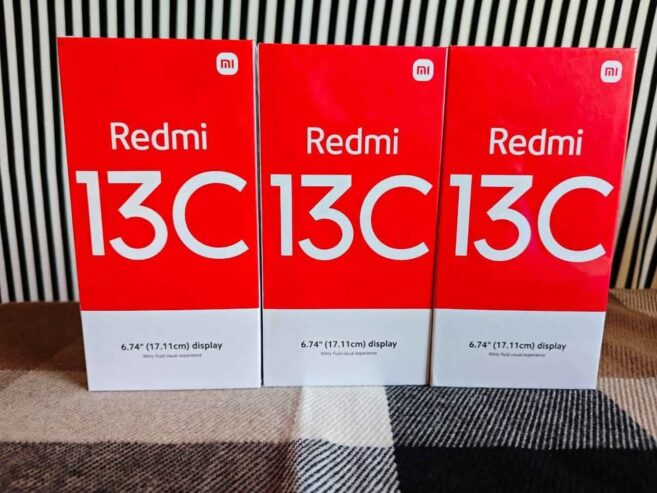 mi
Redmi
13C
6.74" (17.11cm) display
90Hz fluid visual experience
mi
Redmi
13C
6.74" (17.11cm) display
90Hz fluid visual experience
mi
Redmi
13C
6.74" (17.11cm) display
90Hz fluid visual experience